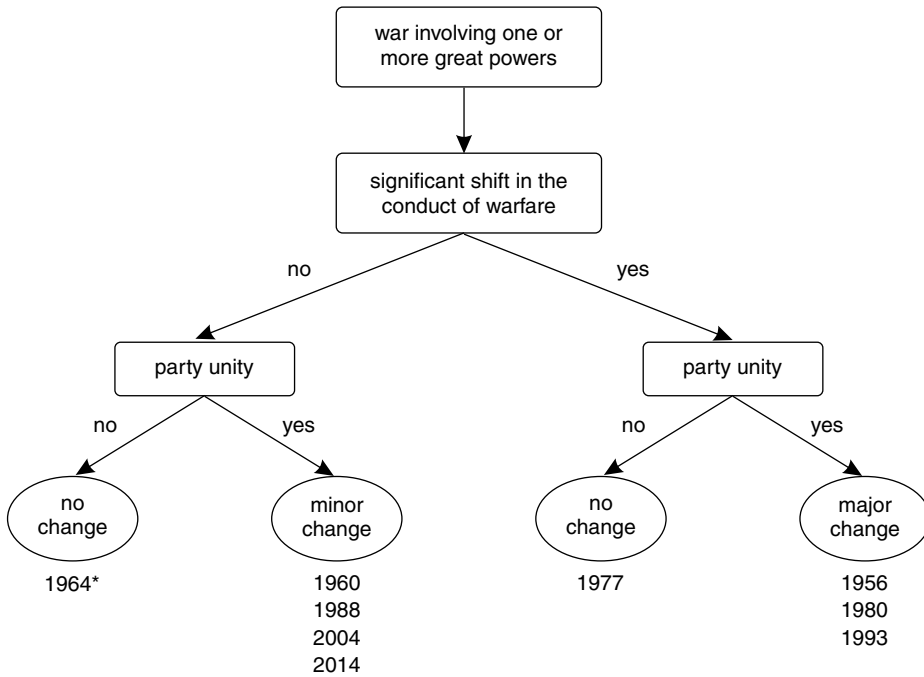 war involving one or
more great powers
significant shift in the
conduct of warfare
no
yes
party unity
party unity
no
yes
no
yes
no
change
minor
change
no
change
major
change
1964*
1960
1988
2004
2014
1977
1956
1980
1993